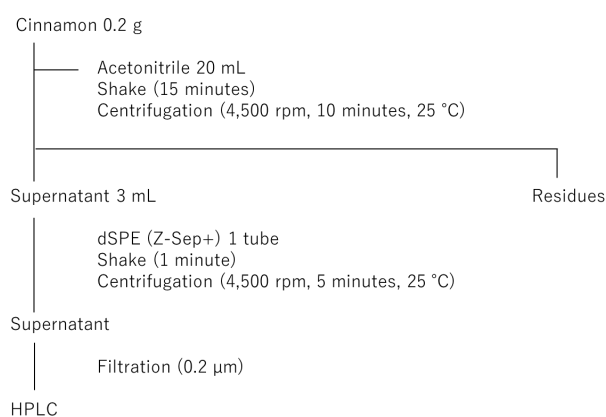 Cinnamon 0.2 g
Acetonitrile 20 mL
Shake (15 minutes)
Centrifugation (4,500 rpm, 10 minutes, 25 °C)
Supernatant 3 mL
Residues
dSPE (Z-Sep+) 1 tube
Shake (1 minute)
Centrifugation (4,500 rpm, 5 minutes, 25 °C)
Supernatant
Filtration (0.2 μm)
HPLC